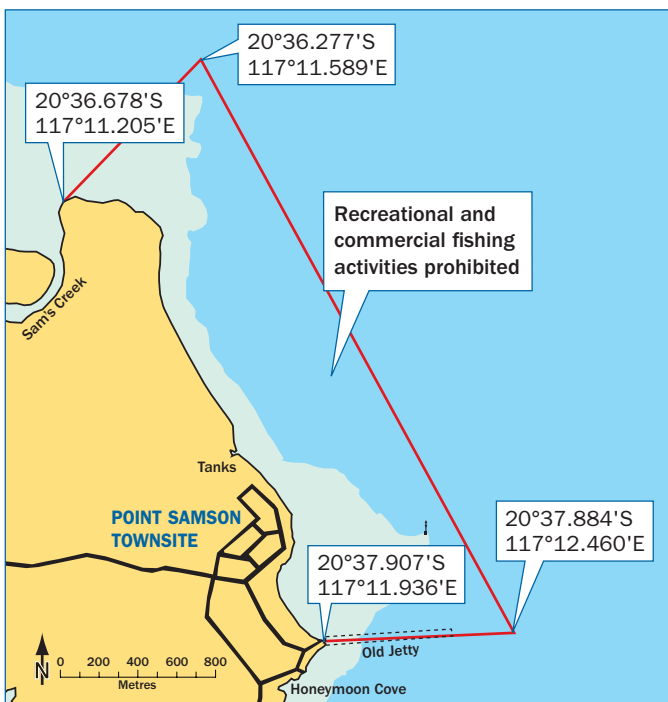 20°36.277'S
117°11.589'E
20°36.678'S
117°11.205'E
Recreational and
commercial fishing
activities prohibited
Sam's Creek
Tanks
POINT SAMSON
TOWNSITE
20°37.884'S
117°12.460'E
20°37.907'S
117°11.936'E
Old Jetty
N
0 200 400 600 800
Metres
Honeymoon Cove